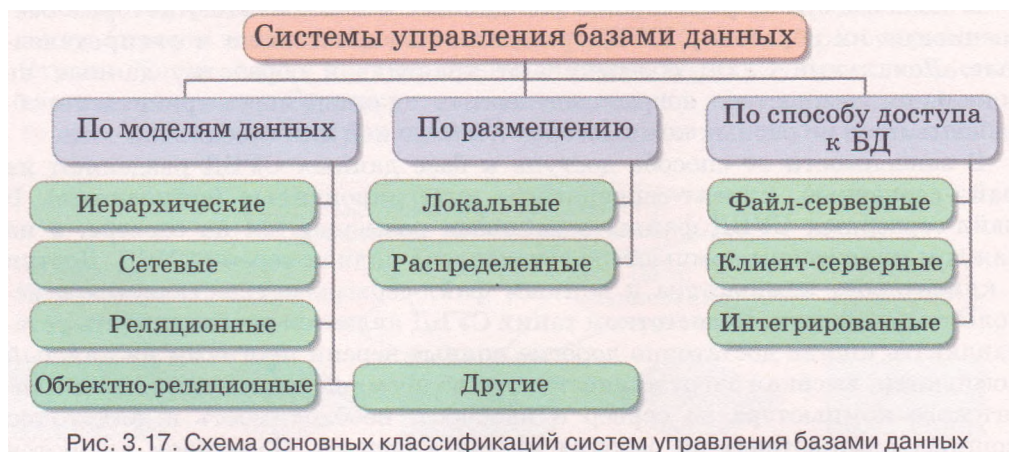 Системы управления базами данных
По моделям данных
По размещению
По способу доступа
к БД
Иерархические
Локальные
Файл-серверные
Сетевые
Распределенные
Клиент-серверные
Реляционные
Интегрированные
Объектно-реляционные
Другие
Рис. 3.17. Схема основных классификаций систем управления базами данных